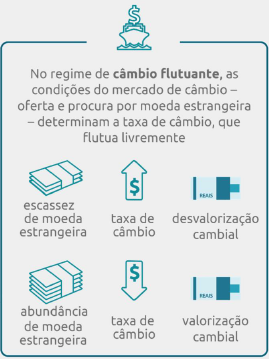 $
No regime de câmbio flutuante, as
condições do mercado de câmbio –
oferta e procura por moeda estrangeira
– determinam a taxa de câmbio, que
flutua livremente
$
REAIS
escassez
de moeda
estrangeira
taxa de
câmbio
desvalorização
cambial
$
REAIS
abundância
de moeda
estrangeira
taxa de
câmbio
valorização
cambial